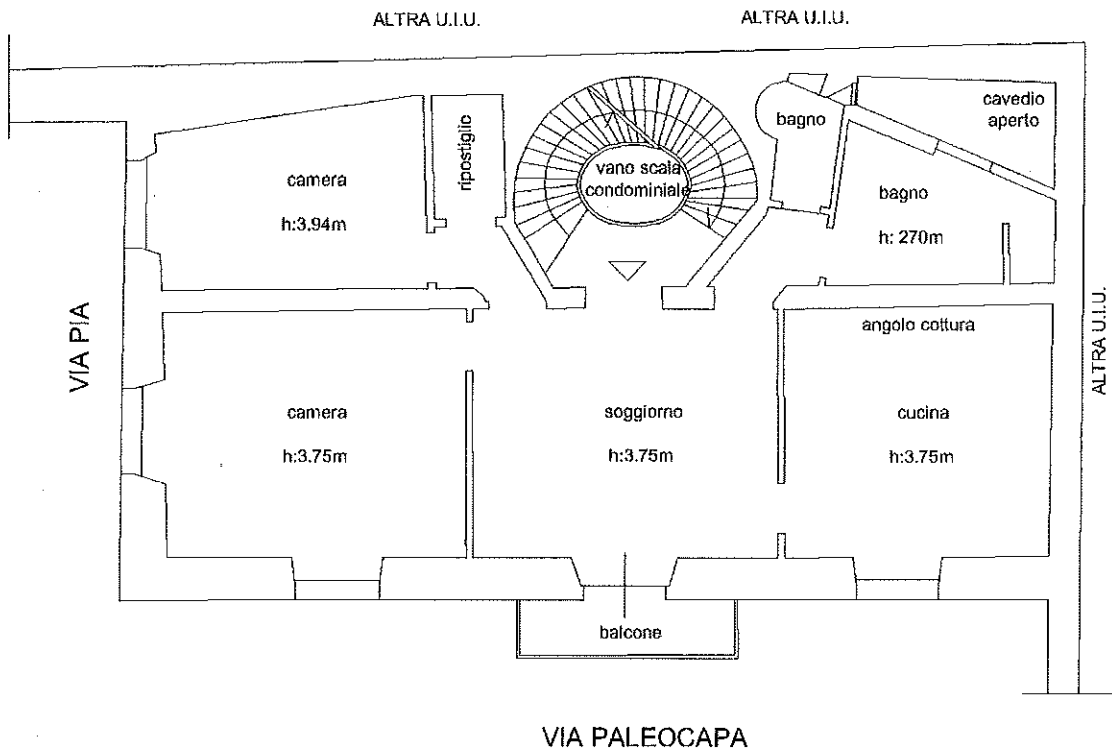 ALTRA U.I.U.
ALTRA U.I.U.
cavedio
aperto
bagno
ripostiglio
vano scala
condominiale
camera
h:3.94m
bagno
h: 270m
VIA PIA
ALTRA U.I.U.
angolo cottura
camera
h:3.75m
soggiorno
h:3.75m
cucina
h:3.75m
balcone
VIA PALEOCAPA